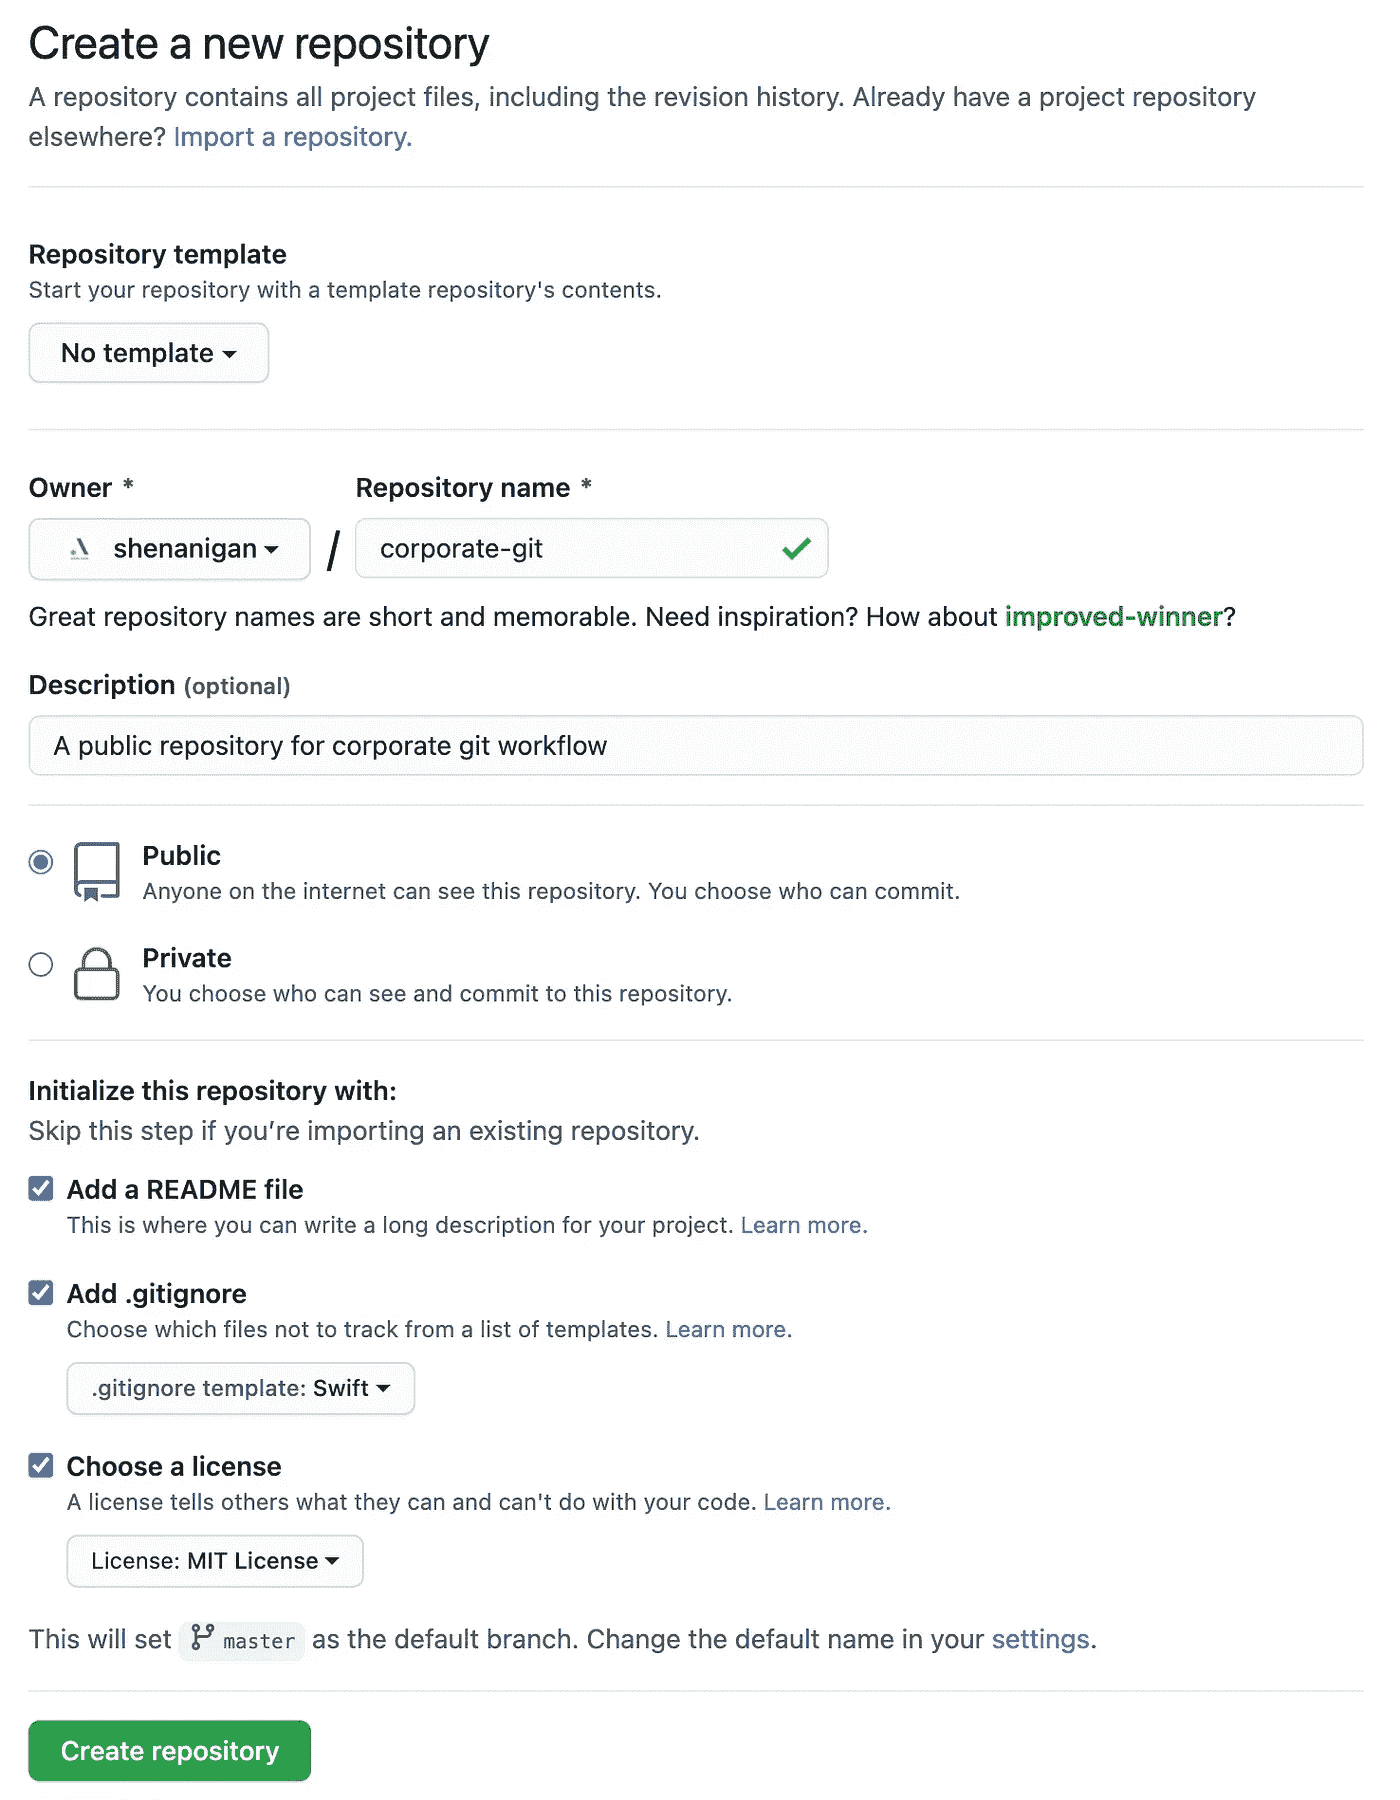 Create a new repository
A repository contains all project files, including the revision history. Already have a project repository
elsewhere? Import a repository.
Repository template
Start your repository with a template repository's contents.
No template
Owner * Repository name *
shenanigan / corporate-git
Great repository names are short and memorable. Need inspiration? How about improved-winner?
Description (optional)
A public repository for corporate git workflow
Public
Anyone on the internet can see this repository. You choose who can commit.
Private
You choose who can see and commit to this repository.
Initialize this repository with:
Skip this step if you’re importing an existing repository.
Add a README file
This is where you can write a long description for your project. Learn more.
Add .gitignore
Choose which files not to track from a list of templates. Learn more.
.gitignore template: Swift
Choose a license
A license tells others what they can and can't do with your code. Learn more.
License: MIT License
This will set master as the default branch. Change the default name in your settings.
Create repository